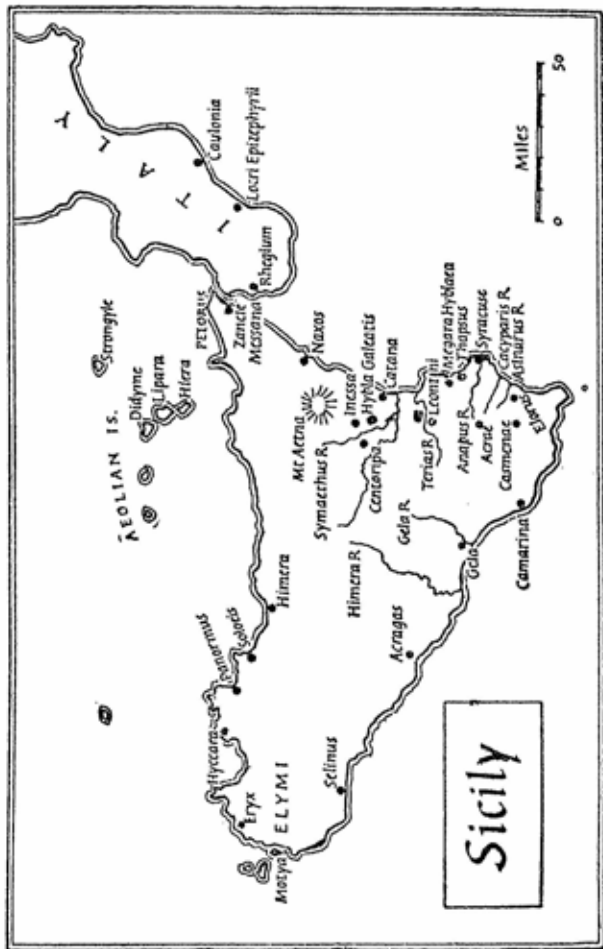 ITALY
Caulonia
Locri Epizephyrii
Rhegium
Strongyle
ÆOLIAN IS.
Didyme
Lipara
Hiera
PELORUS
Zancle
Messana
Naxos
Mt Aetna
Inessa
Hybla Galeatis
Catana
Symaethus R
Centoripa
Terias R
Leontini
Megara Hyblaea
Thapsus
Syracuse
Anapus R
Acrae
Cacyparis R
Asinarus R
Casmenae
Elorus
Gela R
Himera R
Gela
Camarina
Himera
Soloeis
Panormus
Hyccara
Eryx
ELYMI
Motya
Selinus
Acragas
Sicily
Miles
0
50